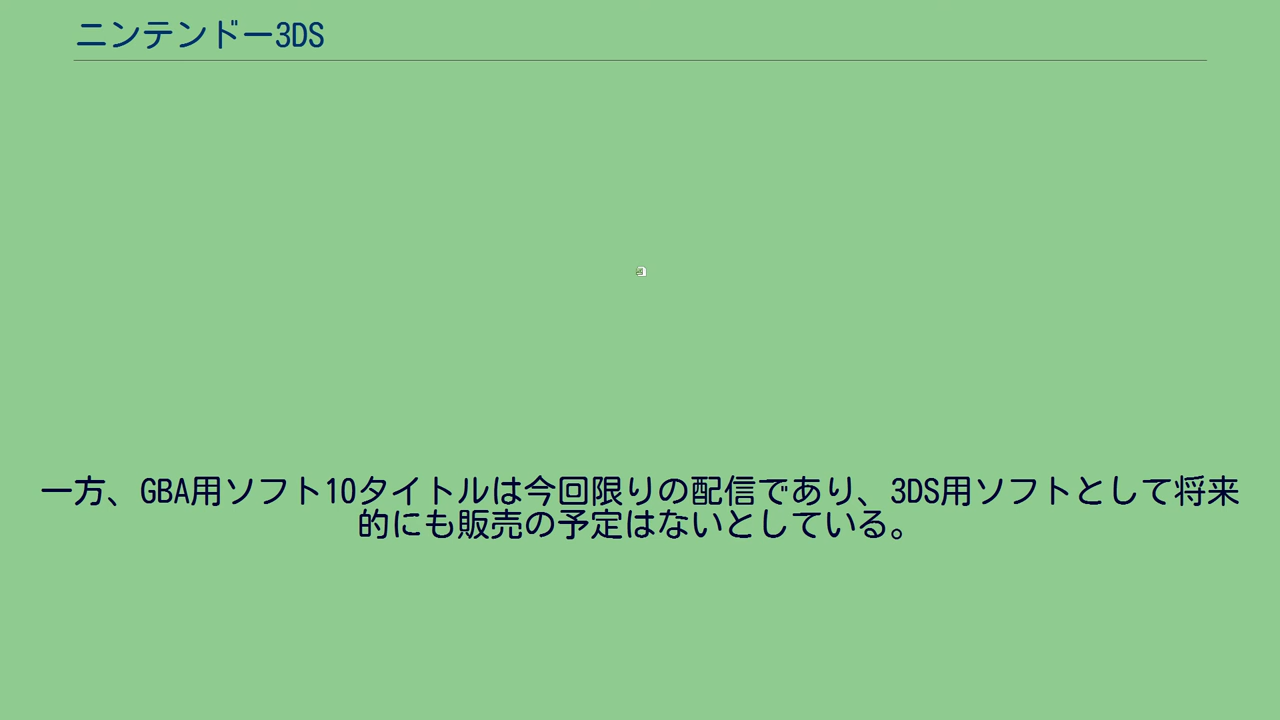 ニンテンドー3DS
一方、GBA用ソフト10タイトルは今回限りの配信であり、3DS用ソフトとして将来
的にも販売の予定はないとしている。